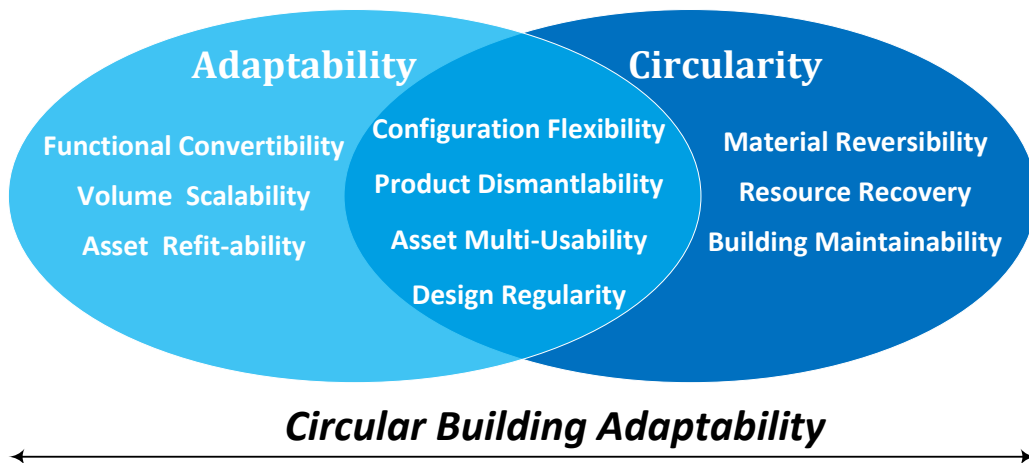 Adaptability
Functional Convertibility
Volume Scalability
Asset Refit-ability
Configuration Flexibility
Product Dismantlability
Asset Multi-Usability
Design Regularity
Circularity
Material Reversibility
Resource Recovery
Building Maintainability
Circular Building Adaptability